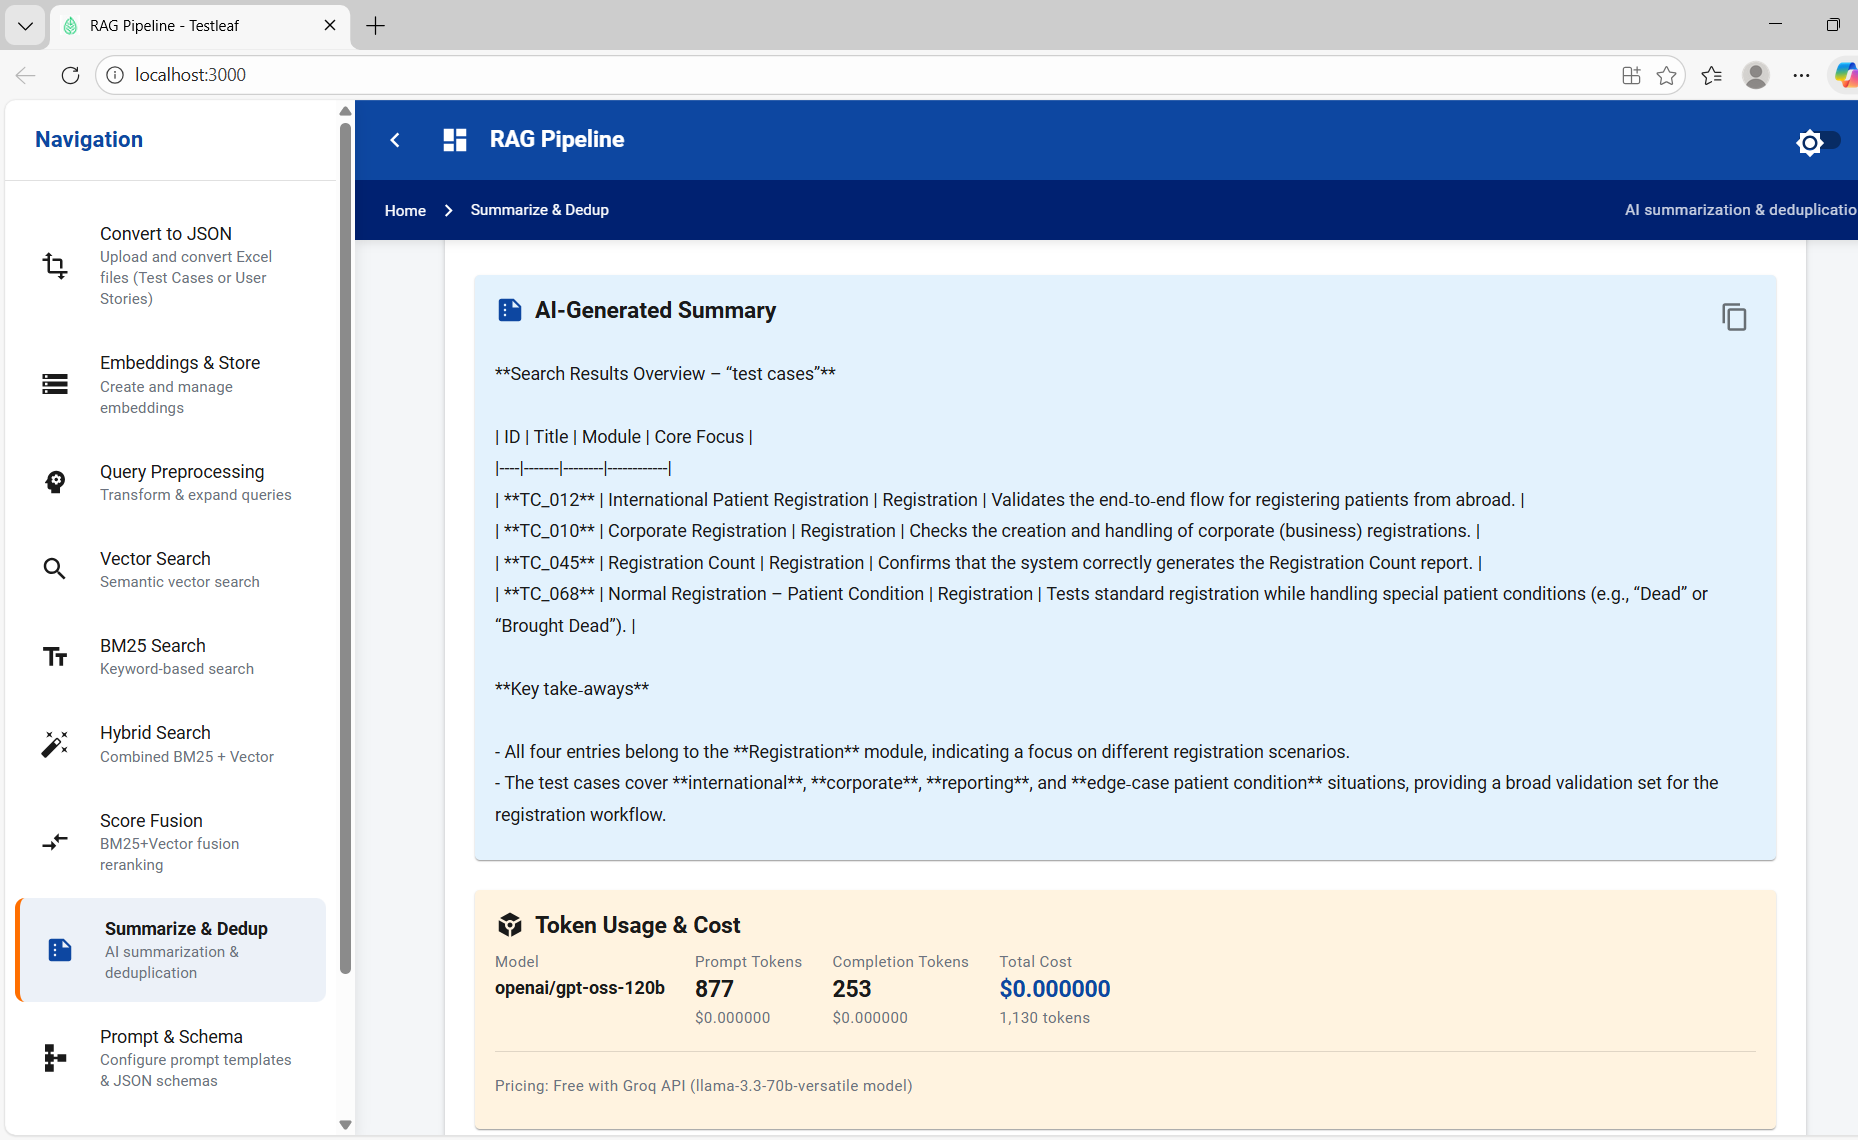 RAG Pipeline - Testleaf
localhost:3000
Navigation
Convert to JSON
Upload and convert Excel
files (Test Cases or User
Stories)
Embeddings & Store
Create and manage
embeddings
Query Preprocessing
Transform & expand queries
Vector Search
Semantic vector search
BM25 Search
Keyword-based search
Hybrid Search
Combined BM25 + Vector
Score Fusion
BM25+Vector fusion
reranking
Summarize & Dedup
AI summarization &
deduplication
Prompt & Schema
Configure prompt templates
& JSON schemas
RAG Pipeline
Home
Summarize & Dedup
AI summarization & deduplicatio
AI-Generated Summary
**Search Results Overview – “test cases”**
| ID | Title | Module | Core Focus |
|----|-------|--------|------------|
| **TC_012** | International Patient Registration | Registration | Validates the end‑to‑end flow for registering patients from abroad. |
| **TC_010** | Corporate Registration | Registration | Checks the creation and handling of corporate (business) registrations. |
| **TC_045** | Registration Count | Registration | Confirms that the system correctly generates the Registration Count report. |
| **TC_068** | Normal Registration – Patient Condition | Registration | Tests standard registration while handling special patient conditions (e.g., “Dead” or
“Brought Dead”). |
**Key take‑aways**
- All four entries belong to the **Registration** module, indicating a focus on different registration scenarios.
- The test cases cover **international**, **corporate**, **reporting**, and **edge‑case patient condition** situations, providing a broad validation set for the
registration workflow.
Token Usage & Cost
Model
openai/gpt-oss-120b
Prompt Tokens
877
$0.000000
Completion Tokens
253
$0.000000
Total Cost
$0.000000
1,130 tokens
Pricing: Free with Groq API (llama-3.3-70b-versatile model)